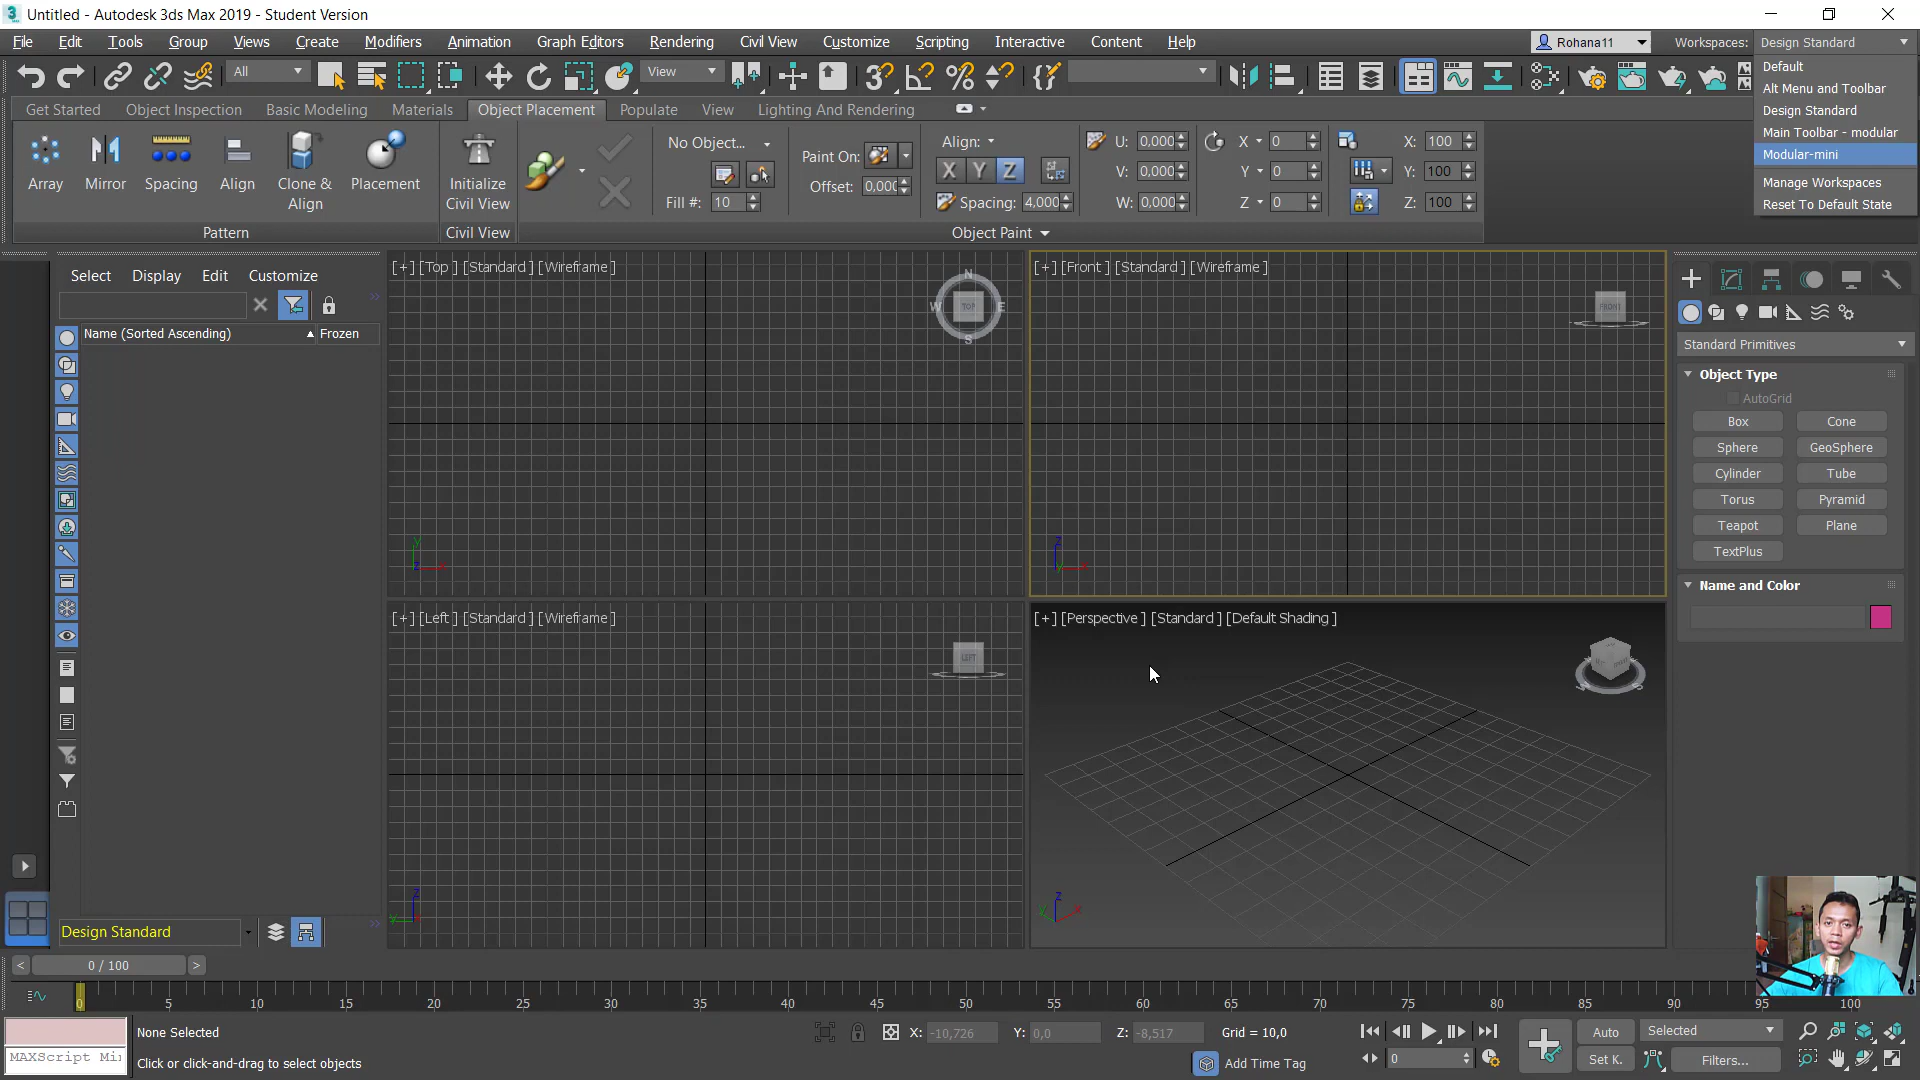 Untitled - Autodesk 3ds Max 2019 - Student Version
File Edit Tools Group Views Create Modifiers Animation Graph Editors Rendering Civil View Customize Scripting Interactive Content Help Rohana11 Workspaces: Design Standard
All View
Default
Alt Menu and Toolbar
Design Standard
Main Toolbar - modular
Modular-mini
Manage Workspaces
Reset To Default State
Get Started Object Inspection Basic Modeling Materials Object Placement Populate View Lighting And Rendering
Array Mirror Spacing Align Clone & Align Placement
Pattern
Initialize Civil View
Civil View
No Object...
Fill #: 10
Paint On:
Offset: 0,000
Align:
X Y Z
Spacing: 4,000
U: 0,000 X 0 X: 100
V: 0,000 Y 0 Y: 100
W: 0,000 Z 0 Z: 100
Object Paint
Select Display Edit Customize
Name (Sorted Ascending) Frozen
[+] [Top ] [Standard ] [Wireframe ]
N
W TOP E
S
y
z x
[+] [Front ] [Standard ] [Wireframe ]
FRONT
z
y x
[+] [Left ] [Standard ] [Wireframe ]
LEFT
z
y
[+] [Perspective ] [Standard ] [Default Shading ]
z
y x
Standard Primitives
Object Type
AutoGrid
Box Cone
Sphere GeoSphere
Cylinder Tube
Torus Pyramid
Teapot Plane
TextPlus
Name and Color
Design Standard
< 0 / 100 >
0 5 10 15 20 25 30 35 40 45 50 55 60 65 70 75 80 85 90 95 100
MAXScript Mi
None Selected
Click or click-and-drag to select objects
X: -10,726 Y: 0,0 Z: -8,517 Grid = 10,0
Add Time Tag
0
Auto Selected
Set K. Filters...